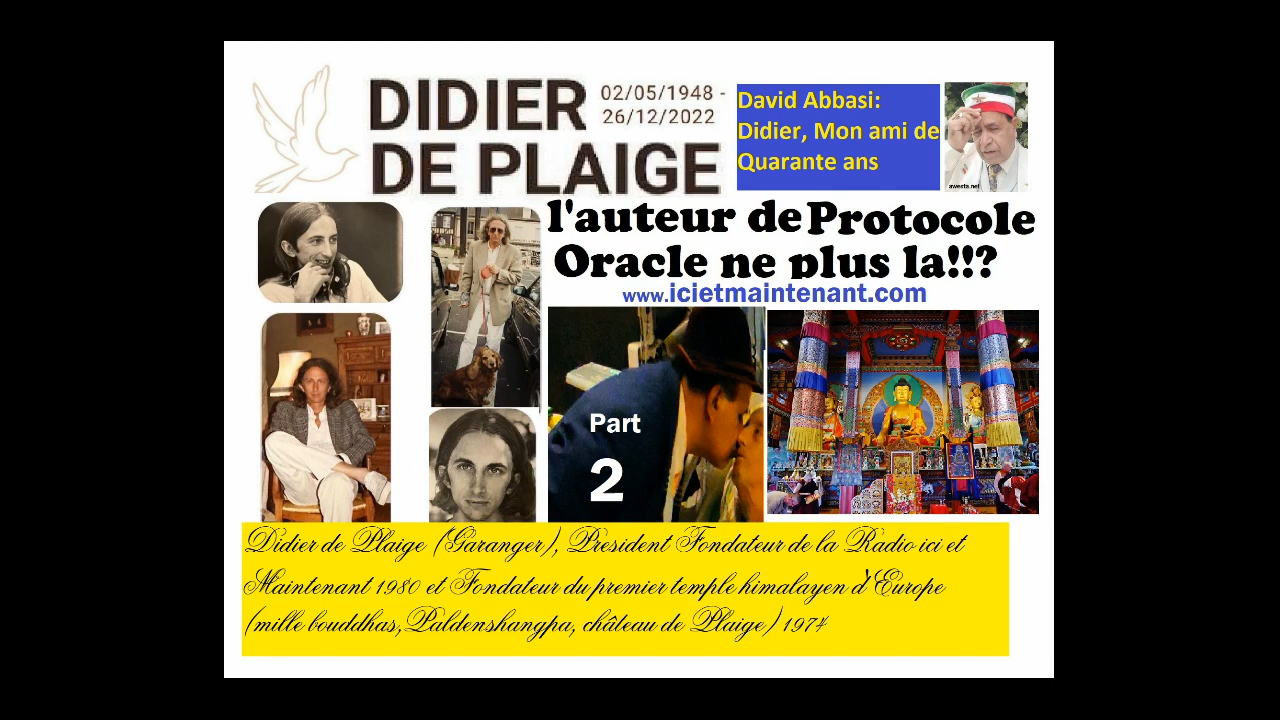 DIDIER
DE PLAIGE
02/05/1948 -
26/12/2022
David Abbasi:
Didier, Mon ami de
Quarante ans
awesta.net
l'auteur de Protocole
Oracle ne plus la!!?
www.icietmaintenant.com
Part
2
Didier de Plaige (Garanger), President Fondateur de la Radio ici et
Maintenant 1980 et Fondateur du premier temple himalayen d'Europe
(mille bouddhas,Paldenshangpa, château de Plaige) 1974